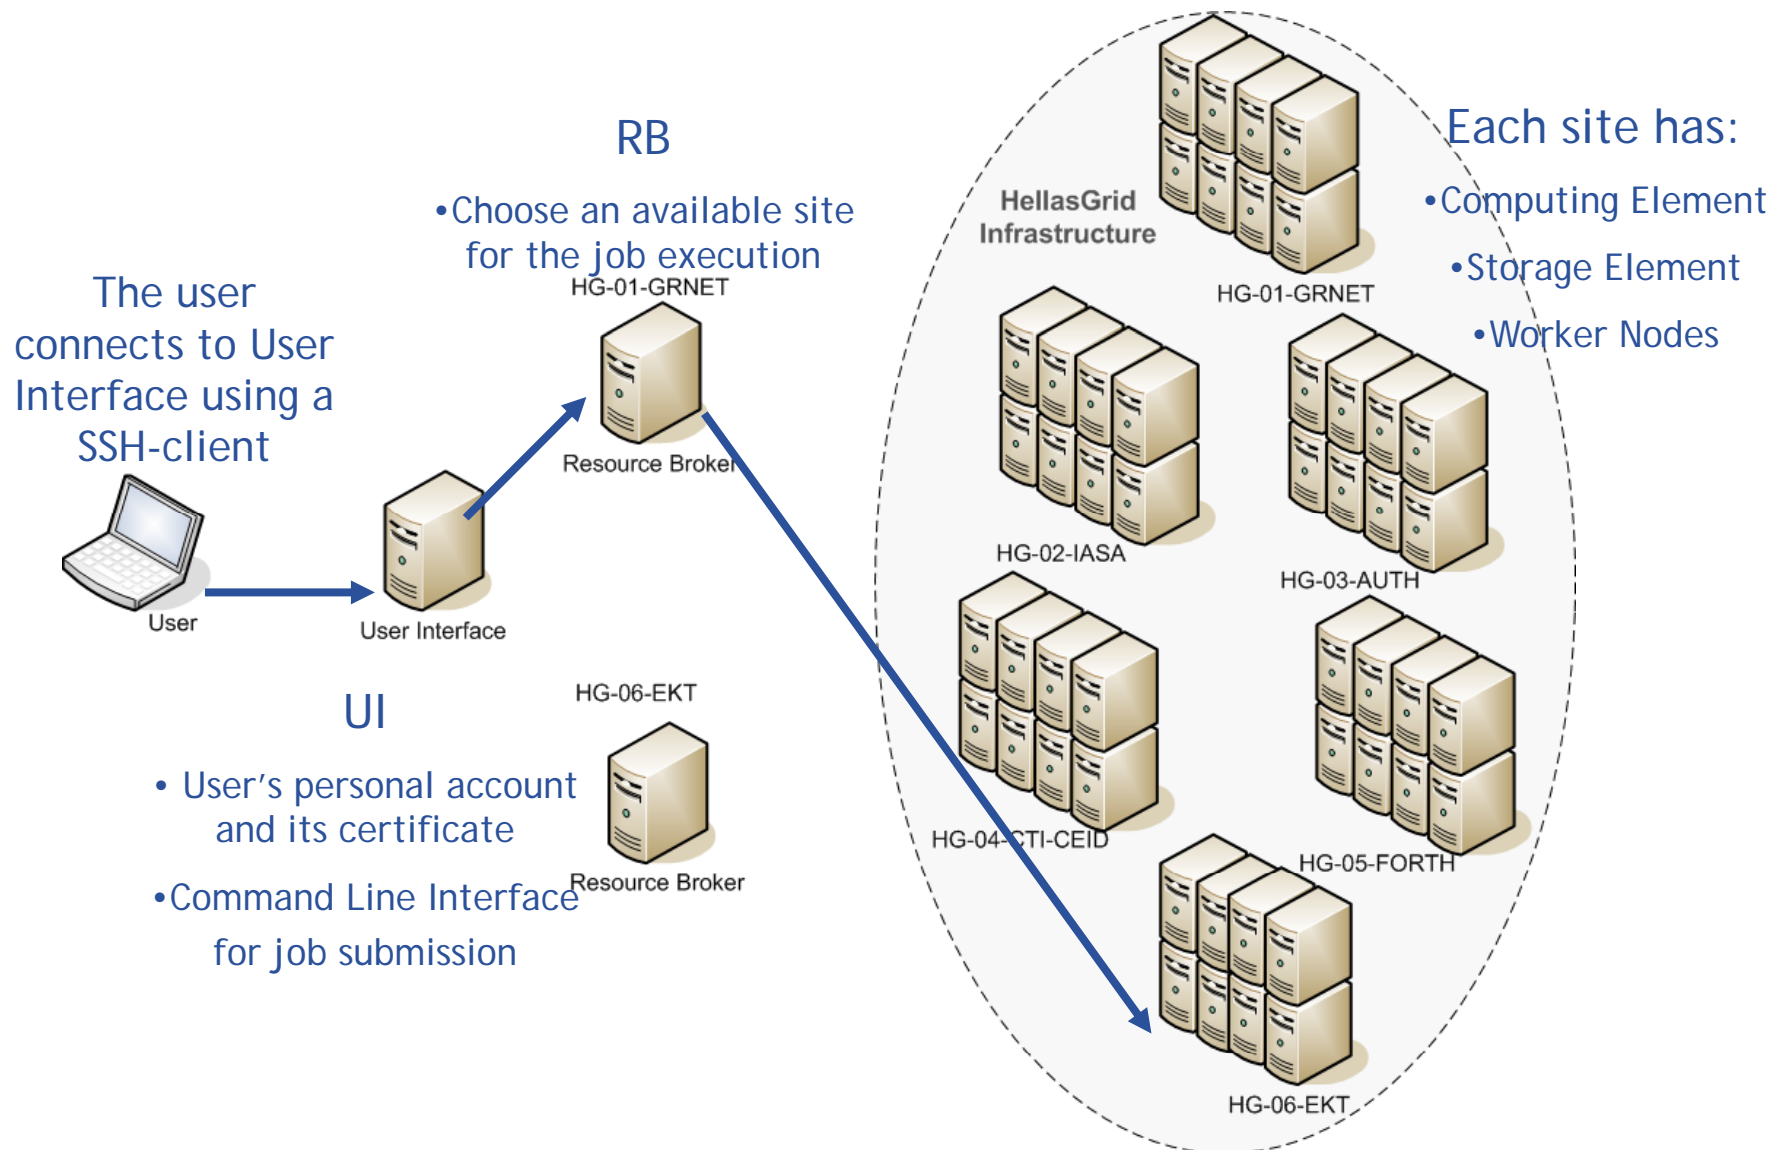 RB
•Choose an available site
for the job execution
HG-01-GRNET
Resource Broker
The user
connects to User
Interface using a
SSH-client
User
User Interface
UI
• User's personal account
and its certificate
•Command Line Interface
for job submission
HG-06-EKT
Resource Broker
HellasGrid
Infrastructure
HG-01-GRNET
HG-02-IASA
HG-03-AUTH
HG-04-CTI-CEID
HG-05-FORTH
HG-06-EKT
Each site has:
•Computing Element
•Storage Element
•Worker Nodes